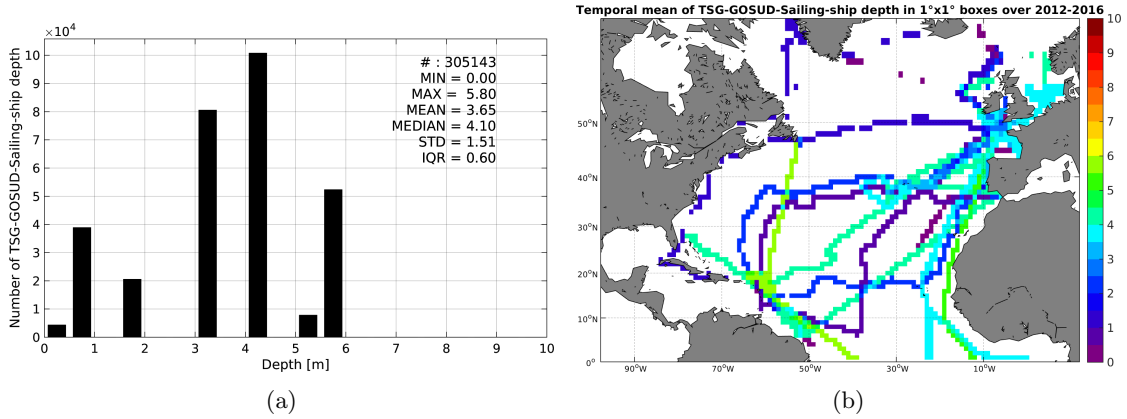 ×10⁴
10
9
8
7
6
5
4
3
2
1
0
Number of TSG-GOSUD-Sailing-ship depth
# : 305143
MIN = 0.00
MAX = 5.80
MEAN = 3.65
MEDIAN = 4.10
STD = 1.51
IQR = 0.60
0 1 2 3 4 5 6 7 8 9 10
Depth [m]
(a)
Temporal mean of TSG-GOSUD-Sailing-ship depth in 1°x1° boxes over 2012-2016
50°N
40°N
30°N
20°N
10°N
0°
90°W 70°W 50°W 30°W 10°W
10
9
8
7
6
5
4
3
2
1
0
(b)